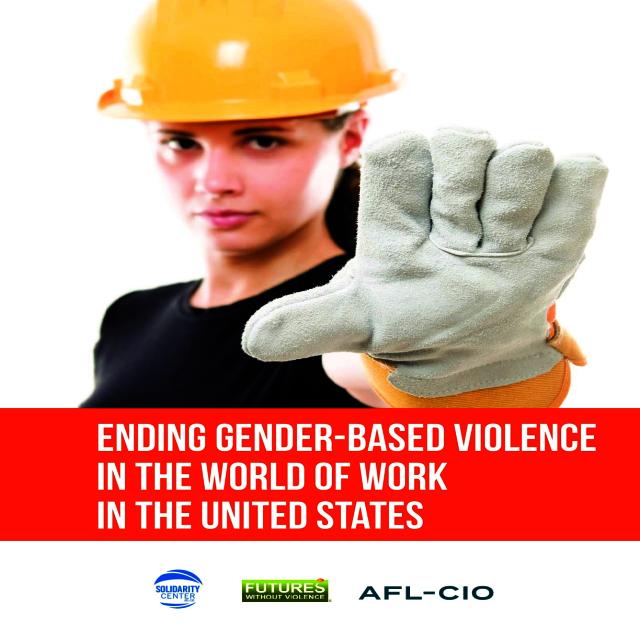 ENDING GENDER-BASED VIOLENCE
IN THE WORLD OF WORK
IN THE UNITED STATES
SOLIDARITY
CENTER
FUTURES
WITHOUT VIOLENCE
AFL-CIO